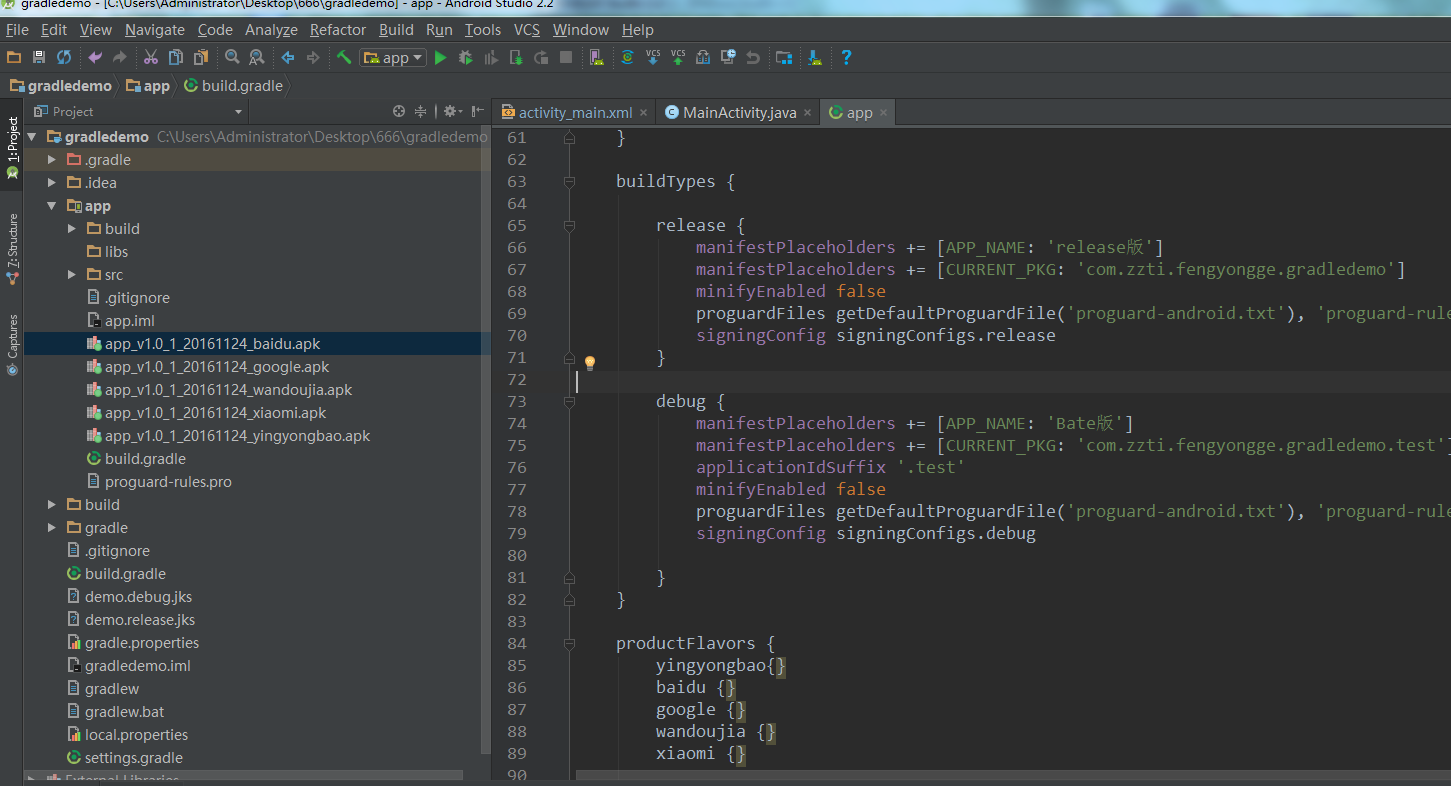 gradledemo - [C:\Users\Administrator\Desktop\666\gradledemo] - app - Android Studio 2.2
File Edit View Navigate Code Analyze Refactor Tools Build Run Tools VCS Window Help
app
VCS VCS
gradledemo app build.gradle
Project
activity_main.xml MainActivity.java app
1: Project
7: Structure
Captures
gradledemo C:\Users\Administrator\Desktop\666\gradledemo
.gradle
.idea
app
build
libs
src
.gitignore
app.iml
app_v1.0_1_20161124_baidu.apk
app_v1.0_1_20161124_google.apk
app_v1.0_1_20161124_wandoujia.apk
app_v1.0_1_20161124_xiaomi.apk
app_v1.0_1_20161124_yingyongbao.apk
build.gradle
proguard-rules.pro
build
gradle
.gitignore
build.gradle
demo.debug.jks
demo.release.jks
gradle.properties
gradledemo.iml
gradlew
gradlew.bat
local.properties
settings.gradle
External Libraries
61 }
62
63 buildTypes {
64
65 release {
66 manifestPlaceholders += [APP_NAME: 'release版']
67 manifestPlaceholders += [CURRENT_PKG: 'com.zzti.fengyongge.gradledemo']
68 minifyEnabled false
69 proguardFiles getDefaultProguardFile('proguard-android.txt'), 'proguard-rule
70 signingConfig signingConfigs.release
71 }
72
73 debug {
74 manifestPlaceholders += [APP_NAME: 'Bate版']
75 manifestPlaceholders += [CURRENT_PKG: 'com.zzti.fengyongge.gradledemo.test']
76 applicationIdSuffix '.test'
77 minifyEnabled false
78 proguardFiles getDefaultProguardFile('proguard-android.txt'), 'proguard-rule
79 signingConfig signingConfigs.debug
80
81 }
82 }
83
84 productFlavors {
85 yingyongbao{}
86 baidu {}
87 google {}
88 wandoujia {}
89 xiaomi {}
90